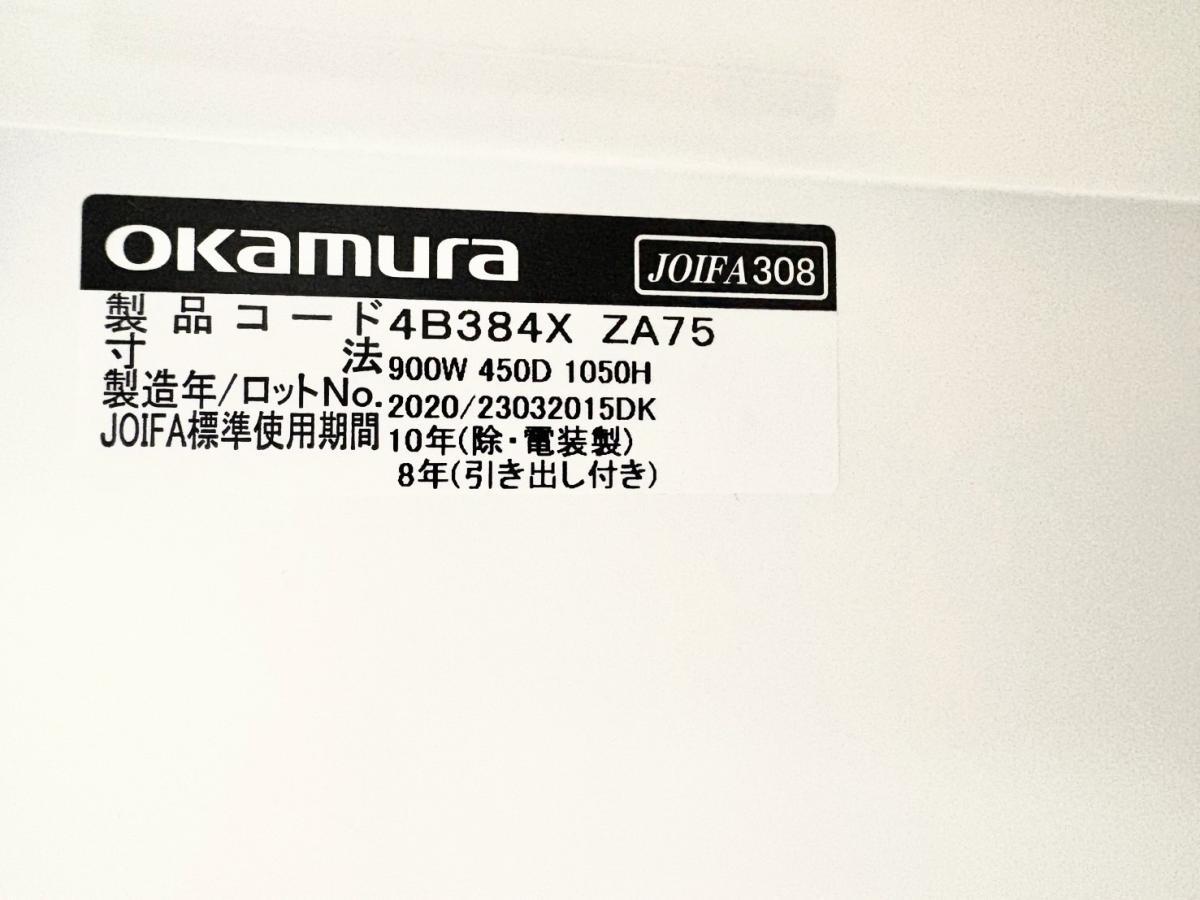 okamura JOIFA308
製品コード 4B384X ZA75
寸法 900W 450D 1050H
製造年/ロットNo. 2020/23032015DK
JOIFA標準使用期間 10年(除・電装製)
8年(引き出し付き)